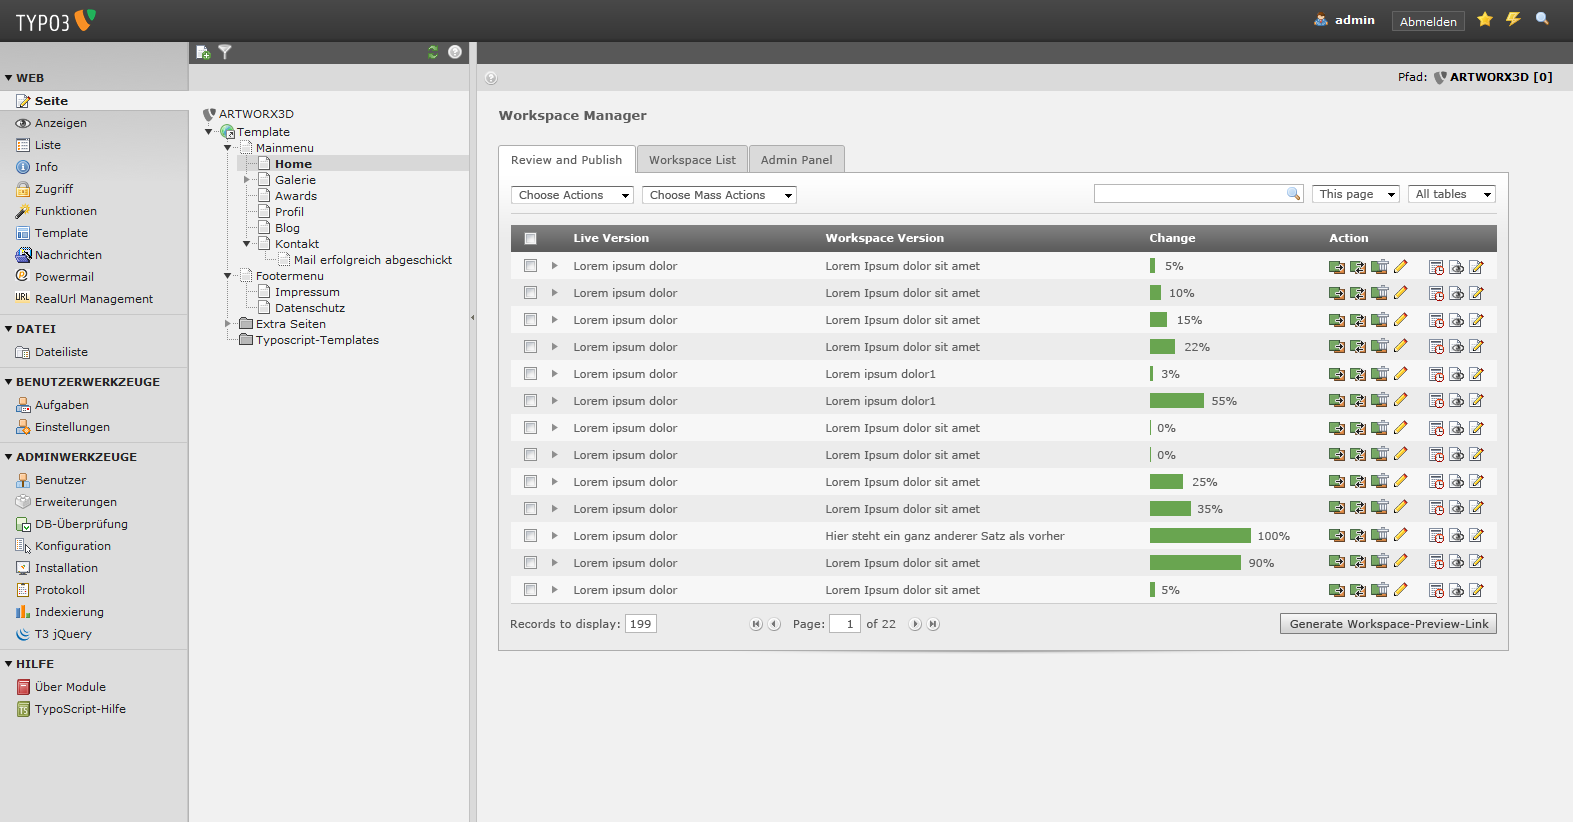 TYPO3
admin
Abmelden
Pfad: ARTWORX3D [0]
WEB
Seite
Anzeigen
Liste
Info
Zugriff
Funktionen
Template
Nachrichten
Powermail
URL RealUrl Management
DATEI
Dateiliste
BENUTZERWERKZEUGE
Aufgaben
Einstellungen
ADMINWERKZEUGE
Benutzer
Erweiterungen
DB-Überprüfung
Konfiguration
Installation
Protokoll
Indexierung
T3 jQuery
HILFE
Über Module
TS TypoScript-Hilfe
ARTWORX3D
Template
Mainmenu
Home
Galerie
Awards
Profil
Blog
Kontakt
Mail erfolgreich abgeschickt
Footermenu
Impressum
Datenschutz
Extra Seiten
Typoscript-Templates
Workspace Manager
Review and Publish Workspace List Admin Panel
Choose Actions Choose Mass Actions This page All tables
Live Version Workspace Version Change Action
Lorem ipsum dolor Lorem Ipsum dolor sit amet 5%
Lorem ipsum dolor Lorem Ipsum dolor sit amet 10%
Lorem ipsum dolor Lorem Ipsum dolor sit amet 15%
Lorem ipsum dolor Lorem Ipsum dolor sit amet 22%
Lorem ipsum dolor Lorem ipsum dolor1 3%
Lorem ipsum dolor Lorem ipsum dolor1 55%
Lorem ipsum dolor Lorem Ipsum dolor sit amet 0%
Lorem ipsum dolor Lorem Ipsum dolor sit amet 0%
Lorem ipsum dolor Lorem Ipsum dolor sit amet 25%
Lorem ipsum dolor Lorem Ipsum dolor sit amet 35%
Lorem ipsum dolor Hier steht ein ganz anderer Satz als vorher 100%
Lorem ipsum dolor Lorem Ipsum dolor sit amet 90%
Lorem ipsum dolor Lorem Ipsum dolor sit amet 5%
Records to display: 199 Page: 1 of 22 Generate Workspace-Preview-Link